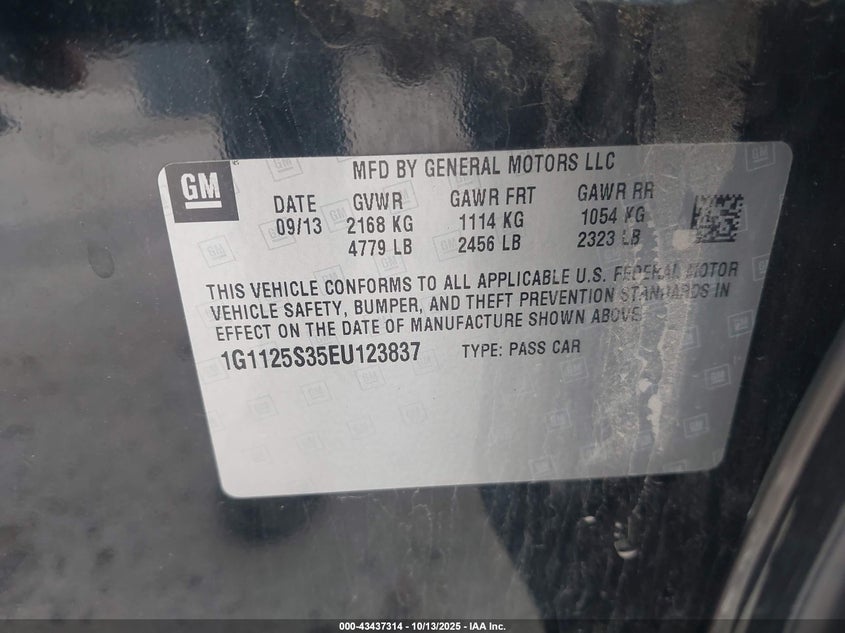 GM
MFD BY GENERAL MOTORS LLC
DATE GVWR GAWR FRT GAWR RR
09/13 2168 KG 1114 KG 1054 KG
4779 LB 2456 LB 2323 LB
THIS VEHICLE CONFORMS TO ALL APPLICABLE U.S. FEDERAL MOTOR
VEHICLE SAFETY, BUMPER, AND THEFT PREVENTION STANDARDS IN
EFFECT ON THE DATE OF MANUFACTURE SHOWN ABOVE.
1G1125S35EU123837 TYPE: PASS CAR
000-43437314 | 10/13/2025 - IAA Inc.